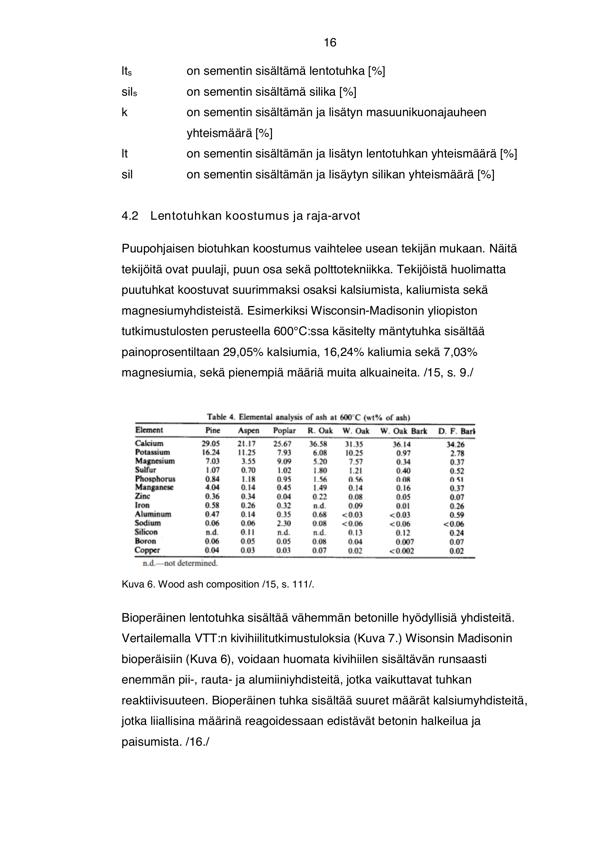 16
lts on sementin sisältämä lentotuhka [%]
sils on sementin sisältämä silika [%]
k on sementin sisältämän ja lisätyn masuunikuonajauheen
yhteismäärä [%]
lt on sementin sisältämän ja lisätyn lentotuhkan yhteismäärä [%]
sil on sementin sisältämän ja lisäytyn silikan yhteismäärä [%]
4.2 Lentotuhkan koostumus ja raja-arvot
Puupohjaisen biotuhkan koostumus vaihtelee usean tekijän mukaan. Näitä
tekijöitä ovat puulaji, puun osa sekä polttotekniikka. Tekijöistä huolimatta
puutuhkat koostuvat suurimmaksi osaksi kalsiumista, kaliumista sekä
magnesiumyhdisteistä. Esimerkiksi Wisconsin-Madisonin yliopiston
tutkimustulosten perusteella 600°C:ssa käsitelty mäntytuhka sisältää
painoprosentiltaan 29,05% kalsiumia, 16,24% kaliumia sekä 7,03%
magnesiumia, sekä pienempiä määriä muita alkuaineita. /15, s. 9./
Table 4. Elemental analysis of ash at 600°C (wt% of ash)
Element Pine Aspen Poplar R. Oak W. Oak W. Oak Bark D. F. Bark
Calcium 29.05 21.17 25.67 36.58 31.35 36.14 34.26
Potassium 16.24 11.25 7.93 6.08 10.25 0.97 2.78
Magnesium 7.03 3.55 9.09 5.20 7.57 0.34 0.37
Sulfur 1.07 0.70 1.02 1.80 1.21 0.40 0.52
Phosphorus 0.84 1.18 0.95 1.56 0.56 0.08 0.51
Manganese 4.04 0.14 0.45 1.49 0.14 0.16 0.37
Zinc 0.36 0.34 0.04 0.22 0.08 0.05 0.07
Iron 0.58 0.26 0.32 n.d. 0.09 0.01 0.26
Aluminum 0.47 0.14 0.35 0.68 <0.03 <0.03 0.59
Sodium 0.06 0.06 2.30 0.08 <0.06 <0.06 <0.06
Silicon n.d. 0.11 n.d. n.d. 0.13 0.12 0.24
Boron 0.06 0.05 0.05 0.08 0.04 0.007 0.07
Copper 0.04 0.03 0.03 0.07 0.02 <0.002 0.02
n.d.—not determined.
Kuva 6. Wood ash composition /15, s. 111/.
Bioperäinen lentotuhka sisältää vähemmän betonille hyödyllisiä yhdisteitä.
Vertailemalla VTT:n kivihiilitutkimustuloksia (Kuva 7.) Wisonsin Madisonin
bioperäisiin (Kuva 6), voidaan huomata kivihiilen sisältävän runsaasti
enemmän pii-, rauta- ja alumiiniyhdisteitä, jotka vaikuttavat tuhkan
reaktiivisuuteen. Bioperäinen tuhka sisältää suuret määrät kalsiumyhdisteitä,
jotka liiallisina määrinä reagoidessaan edistävät betonin halkeilua ja
paisumista. /16./